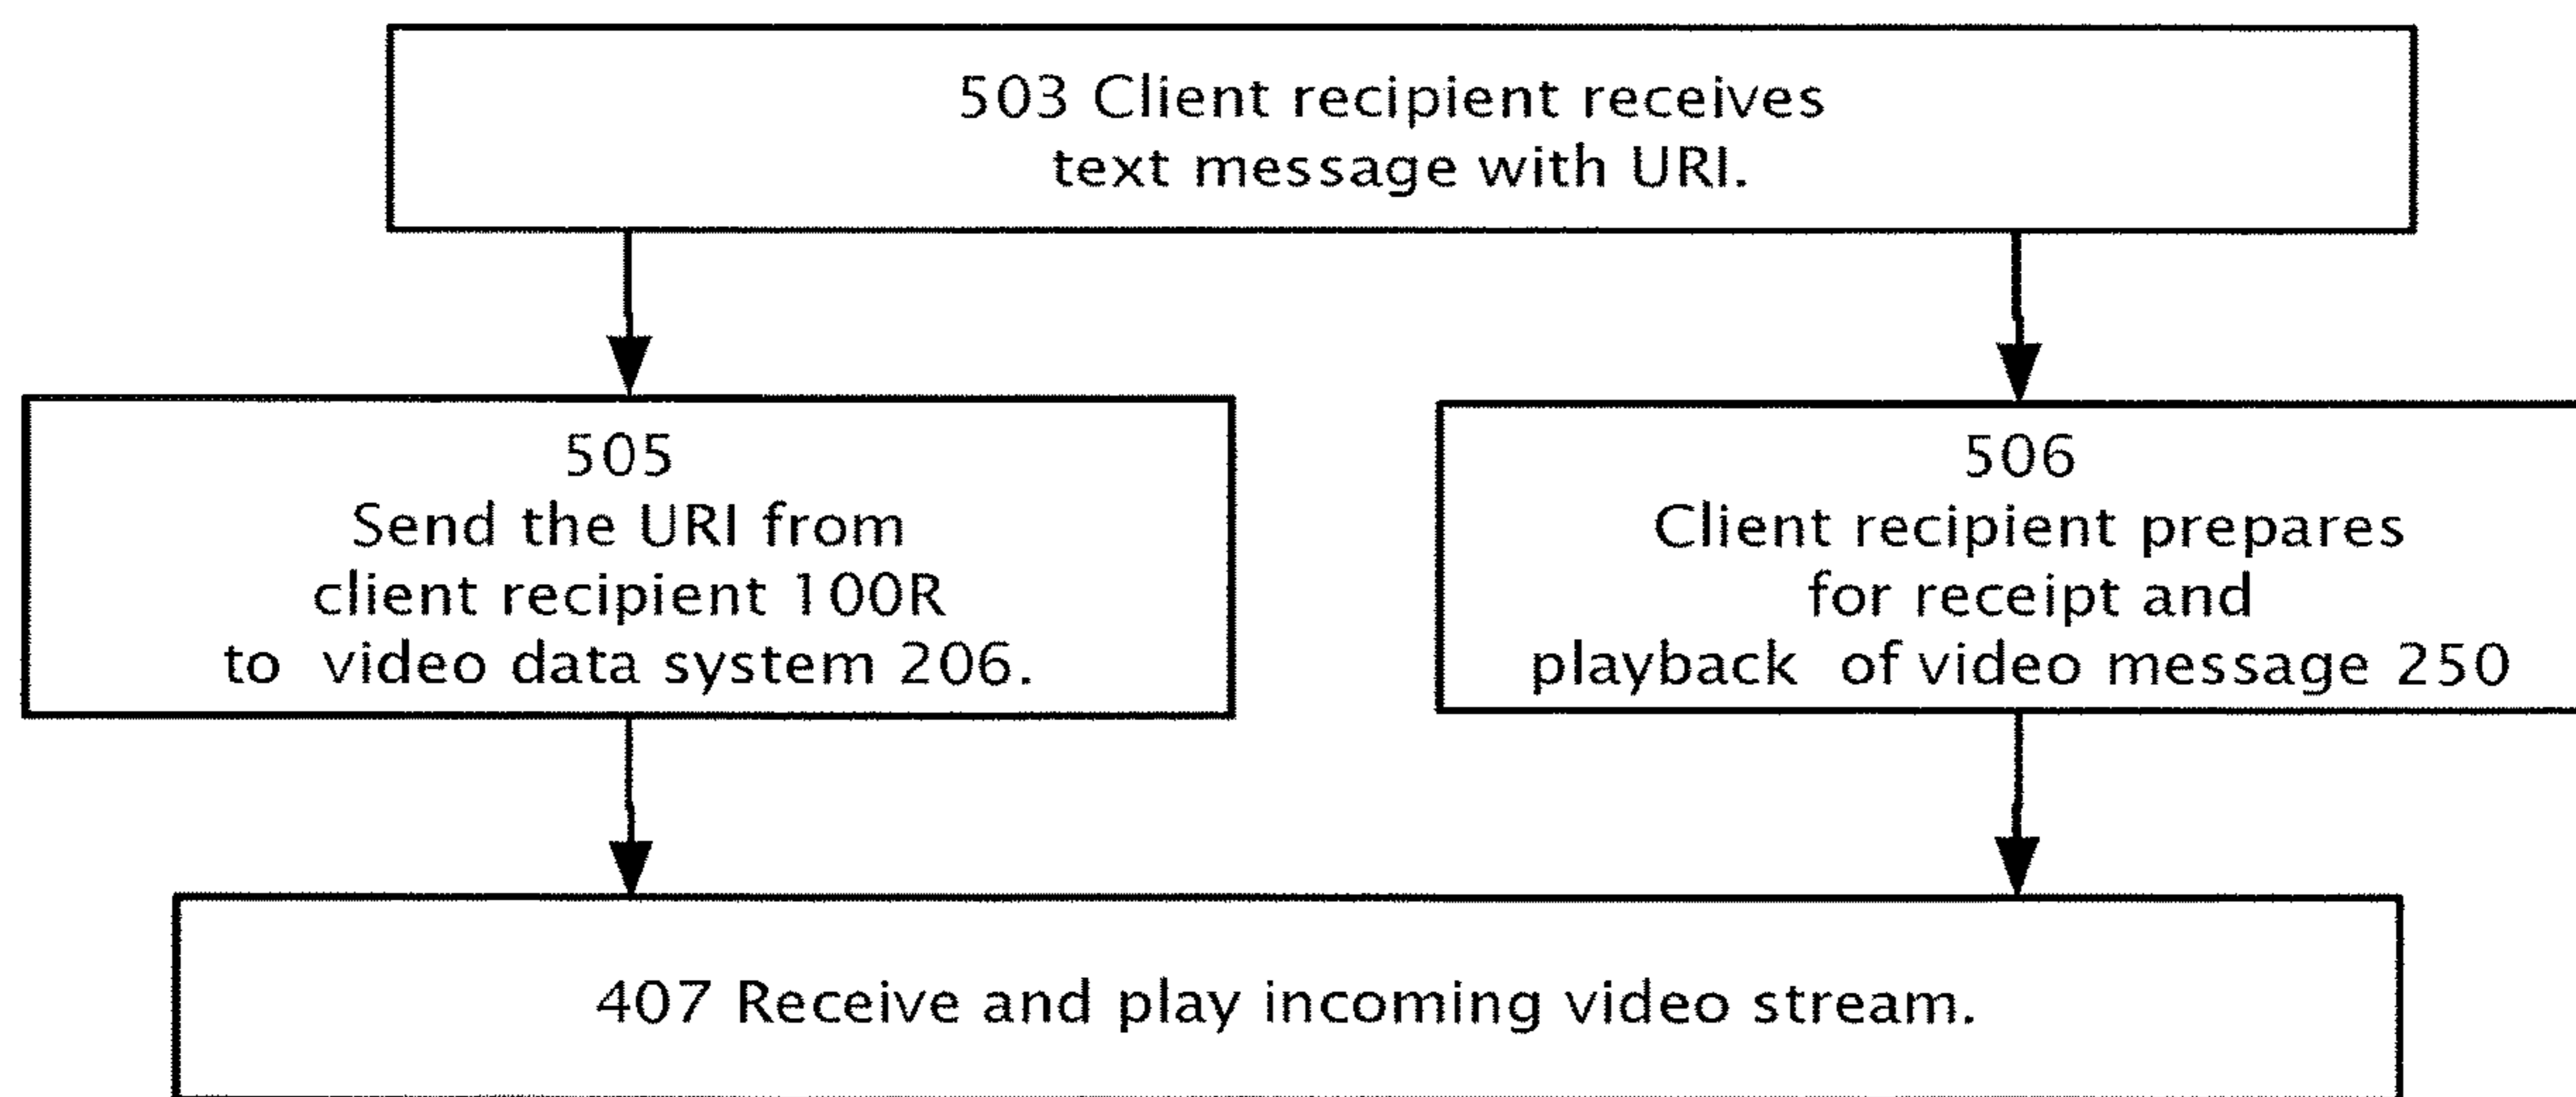 503 Client recipient receives
text message with URI.
505
Send the URI from
client recipient 100R
to video data system 206.
506
Client recipient prepares
for receipt and
playback of video message 250
407 Receive and play incoming video stream.